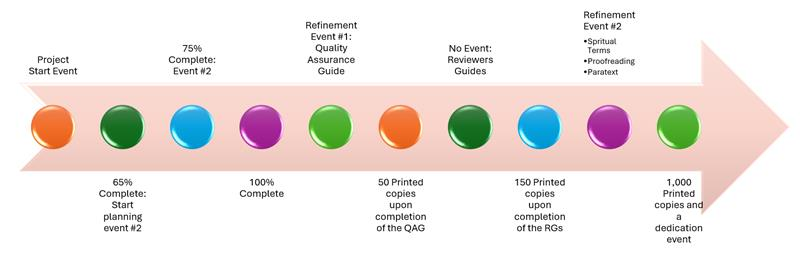 Project
Start Event
65%
Complete:
Start
planning
event #2
75%
Complete:
Event #2
100%
Complete
Refinement
Event #1:
Quality
Assurance
Guide
50 Printed
copies
upon
completion
of the QAG
No Event:
Reviewers
Guides
150 Printed
copies
upon
completion
of the RGs
Refinement
Event #2
•Spritual
Terms
•Proofreading
•Paratext
1,000
Printed
copies and
a
dedication
event